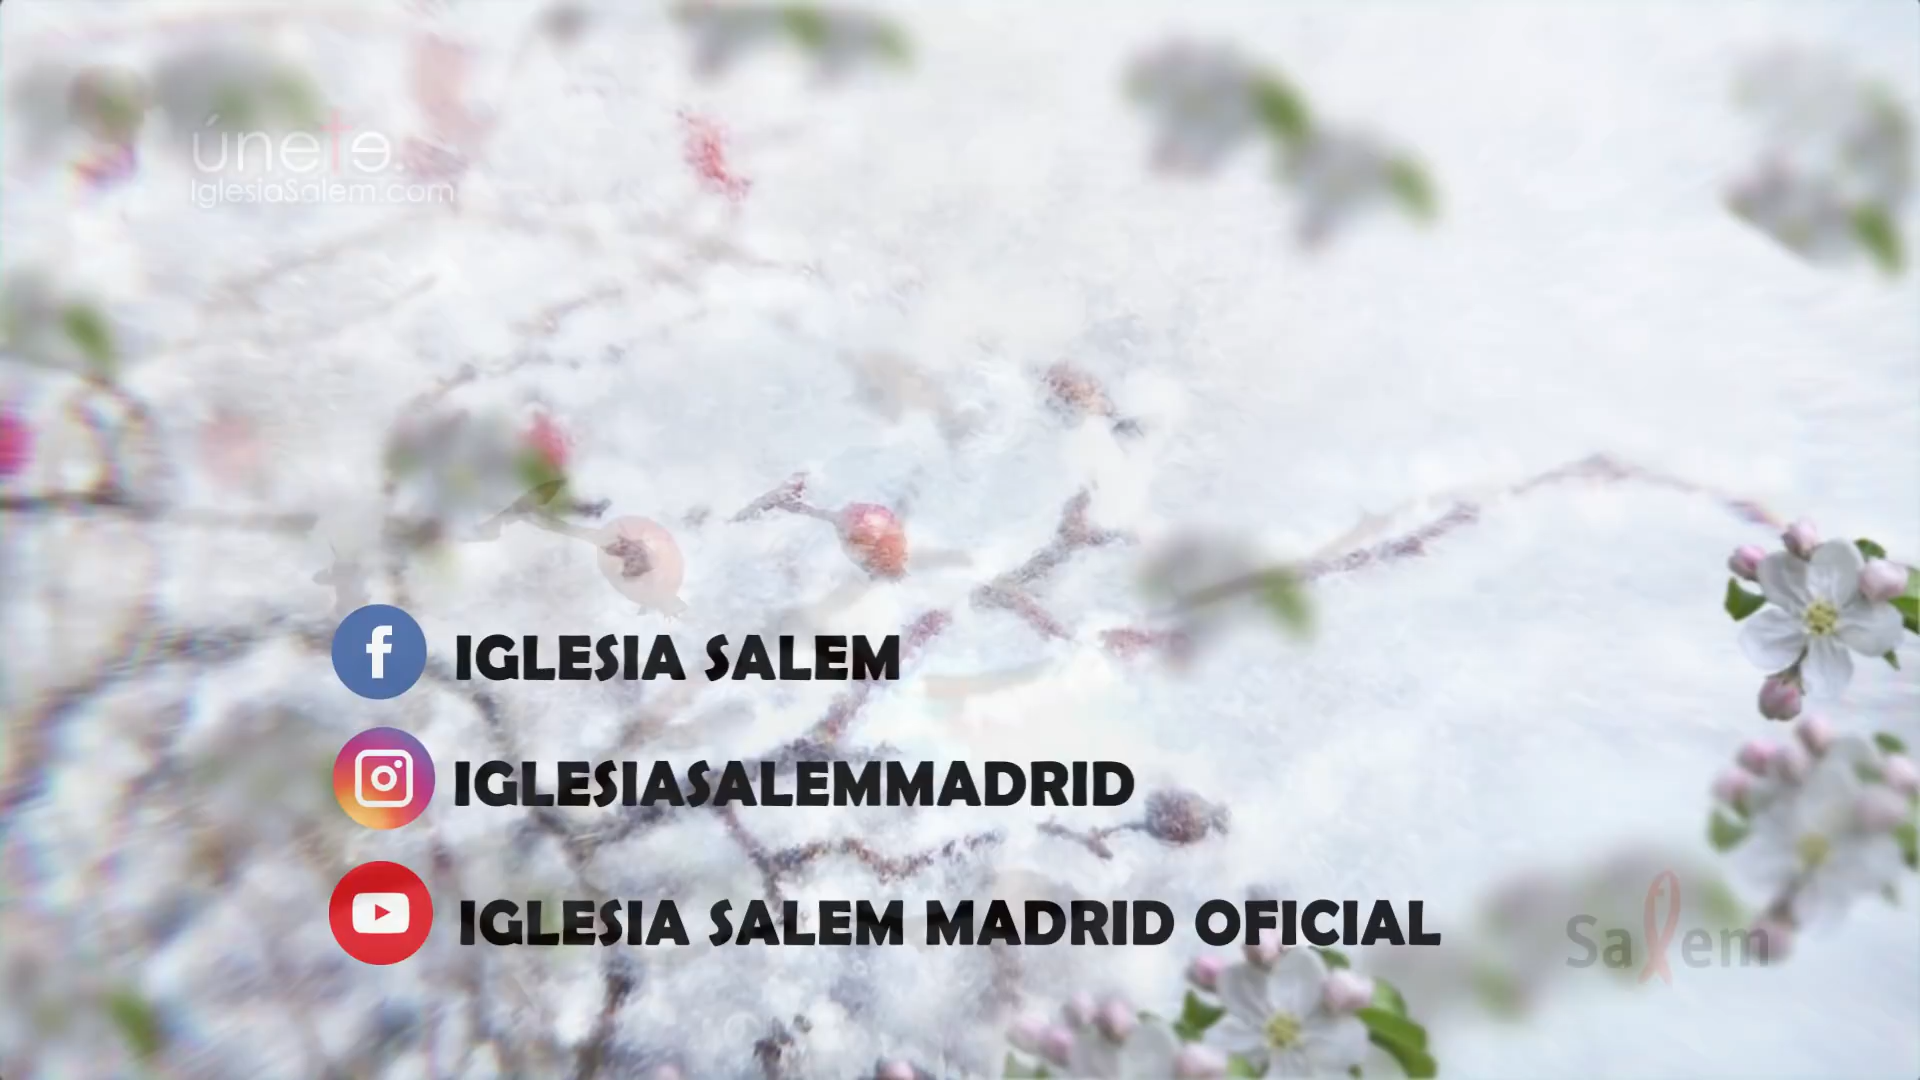 únete.
IglesiaSalem.com
IGLESIA SALEM
IGLESIASALEMMADRID
IGLESIA SALEM MADRID OFICIAL
Salem